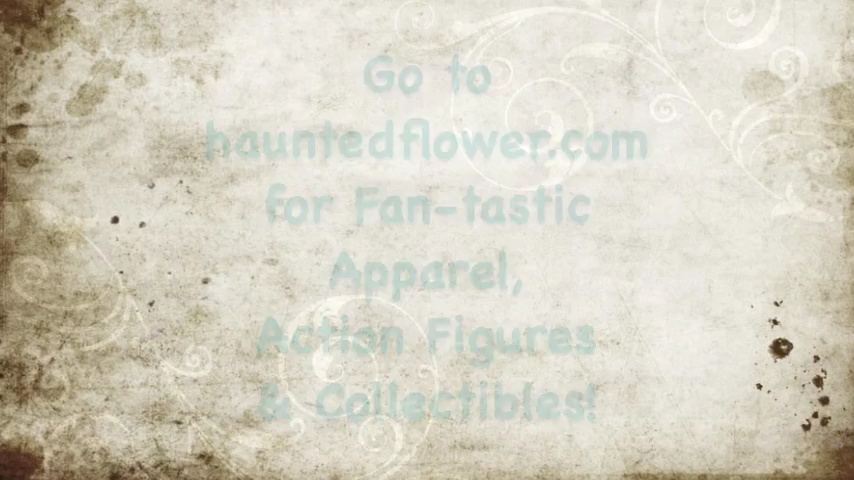 Go to
hauntedflower.com
for Fan-tastic
Apparel,
Action Figures
& Collectibles!